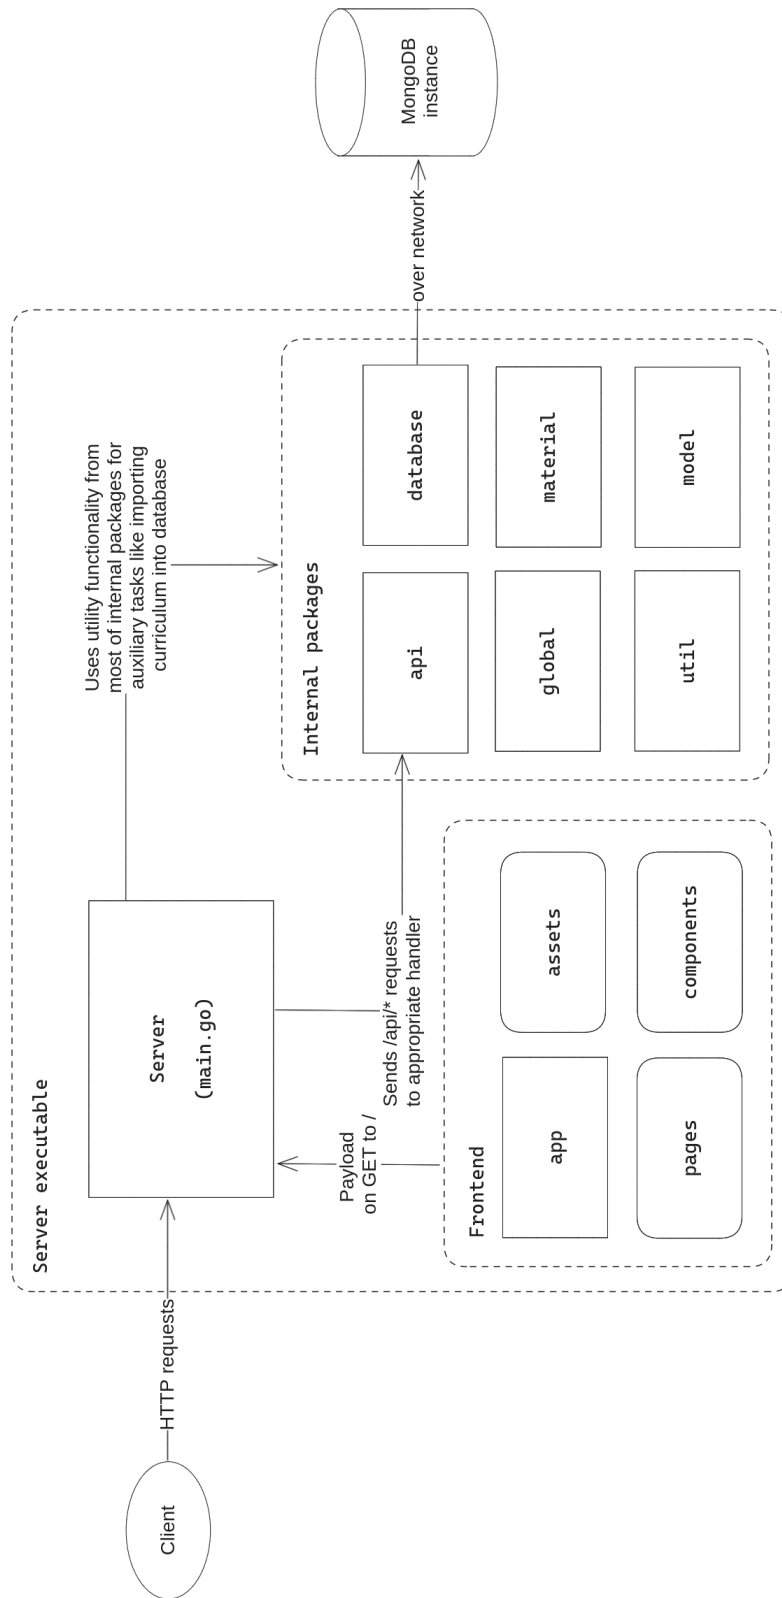 Client
HTTP requests
Server executable
Server
(main.go)
Uses utility functionality from
most of internal packages for
auxiliary tasks like importing
curriculum into database
Payload
on GET to /
Sends /api/* requests
to appropriate handler
Frontend
app
assets
pages
components
Internal packages
api
database
global
material
util
model
over network
MongoDB
instance